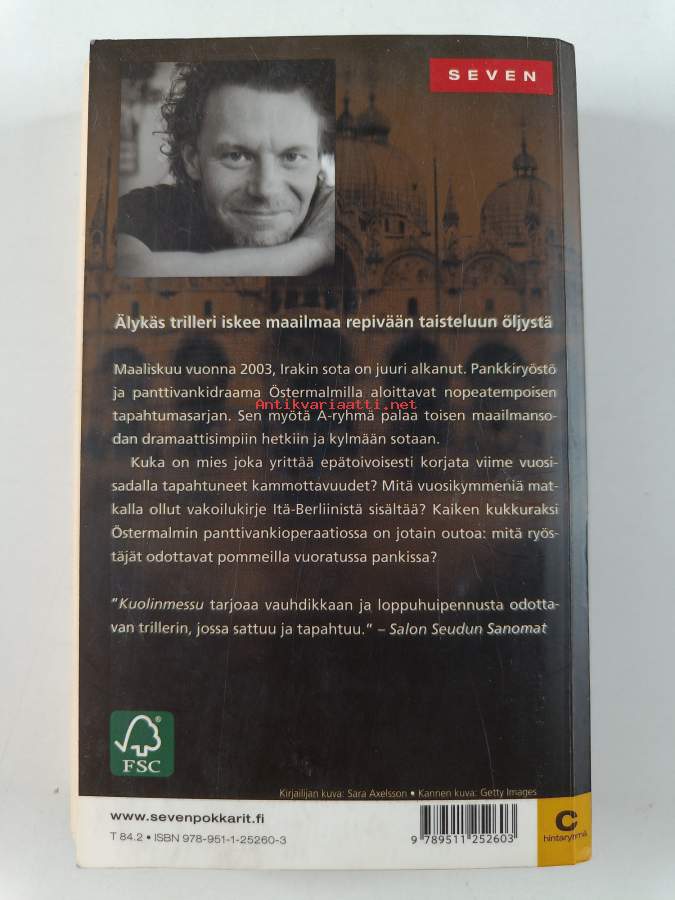 SEVEN
Älykäs trilleri iskee maailmaa repivään taisteluun öljystä
Maaliskuu vuonna 2003, Irakin sota on juuri alkanut. Pankkiryöstö
ja panttivankidraama Östermalmilla aloittavat nopeatempoisen
Antikvariaatti.net
tapahtumasarjan. Sen myötä A-ryhmä palaa toisen maailmanso-
dan dramaattisimpiin hetkiin ja kylmään sotaan.
Kuka on mies joka yrittää epätoivoisesti korjata viime vuosi-
sadalla tapahtuneet kammottavuudet? Mitä vuosikymmeniä mat-
kalla ollut vakoilukirje Itä-Berliinistä sisältää? Kaiken kukkuraksi
Östermalmin panttivankioperaatiossa on jotain outoa: mitä ryös-
täjät odottavat pommeilla vuoratussa pankissa?
"Kuolinmessu tarjoaa vauhdikkaan ja loppuhuipennusta odotta-
van trillerin, jossa sattuu ja tapahtuu." – Salon Seudun Sanomat
FSC
Kirjailijan kuva: Sara Axelsson • Kannen kuva: Getty Images
www.sevenpokkarit.fi
T 84.2 • ISBN 978-951-1-25260-3
9 789511 252603
C
hintaryhmä